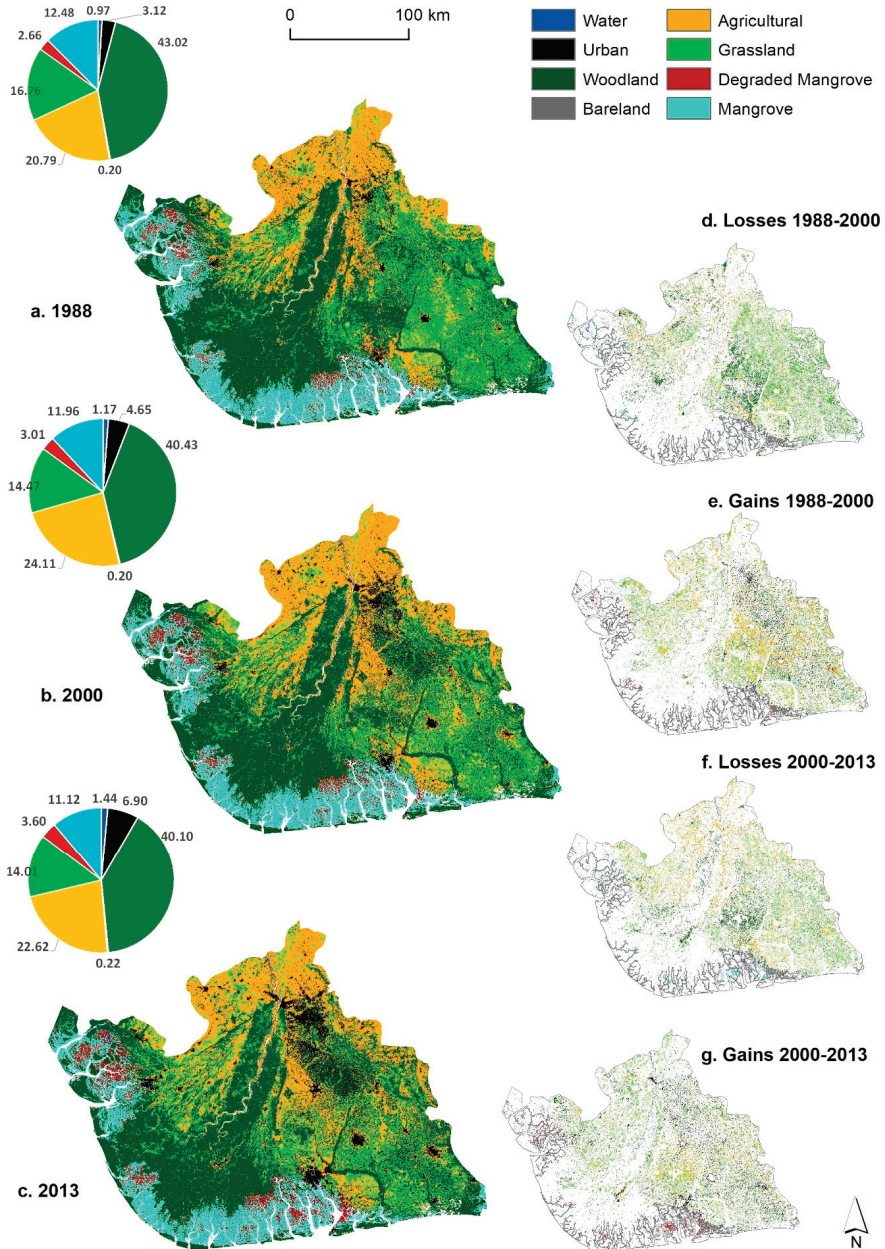 0 100 km
Water
Urban
Woodland
Bareland
Agricultural
Grassland
Degraded Mangrove
Mangrove
12.48
0.97
3.12
2.66
43.02
16.76
20.79
0.20
a. 1988
d. Losses 1988-2000
11.96
1.17
4.65
3.01
40.43
14.47
24.11
0.20
e. Gains 1988-2000
b. 2000
f. Losses 2000-2013
11.12
1.44
6.90
3.60
40.10
14.01
22.62
0.22
g. Gains 2000-2013
c. 2013
N